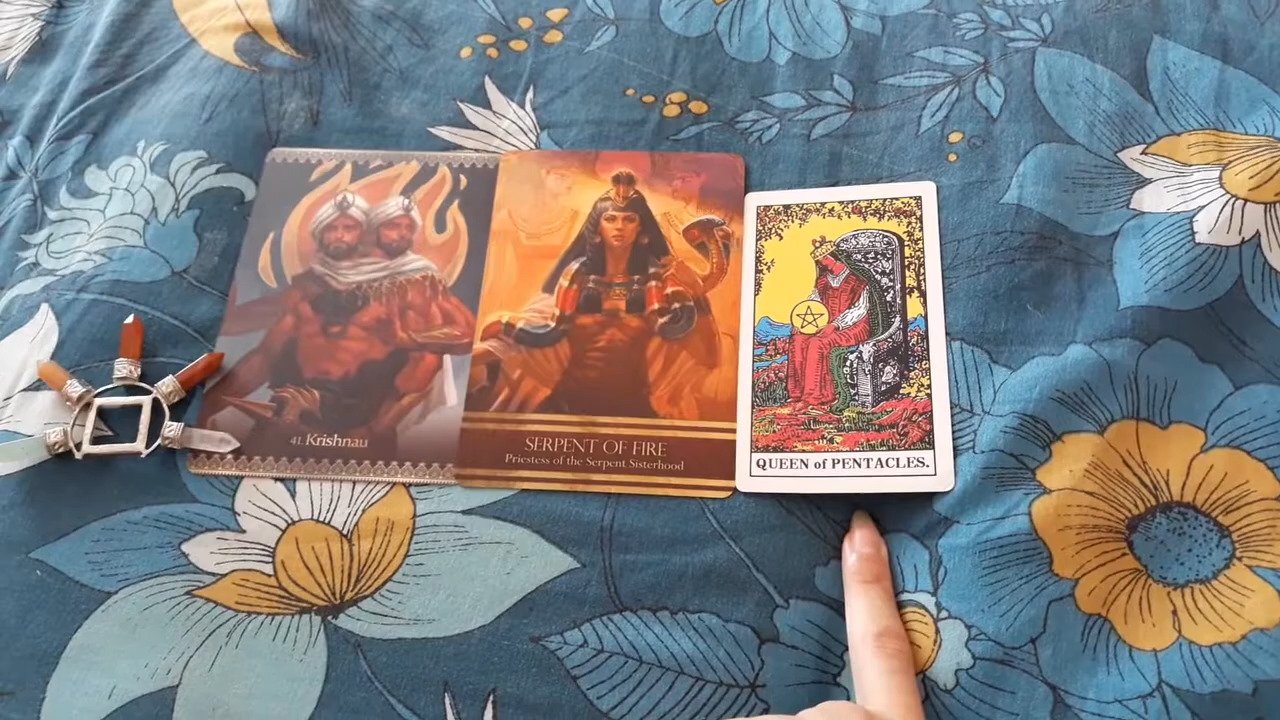 41. Krishnau
SERPENT OF FIRE
Priestess of the Serpent Sisterhood
QUEEN of PENTACLES.